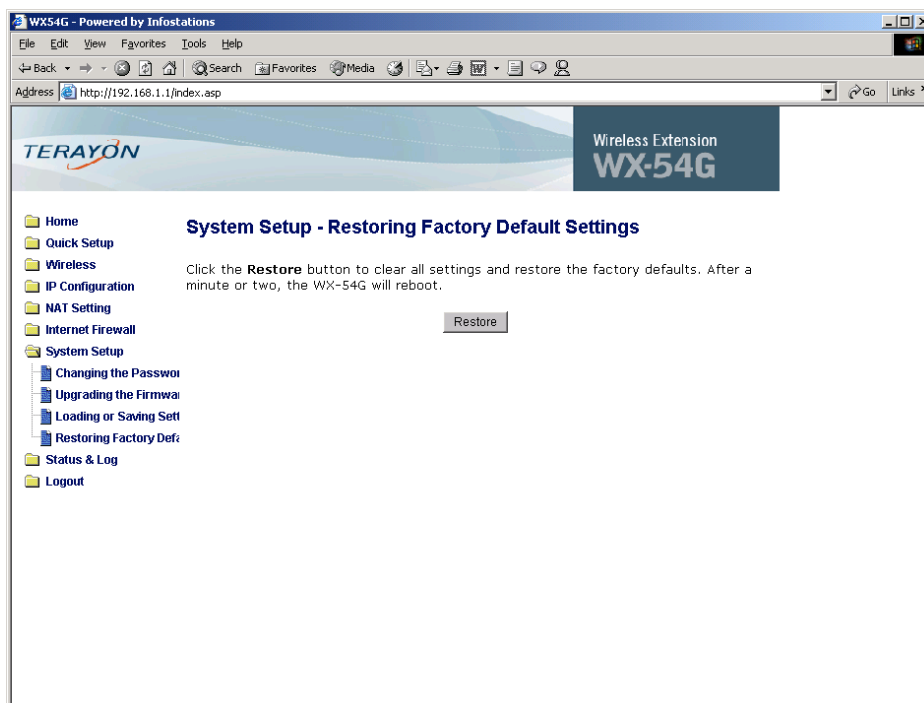 WX54G - Powered by Infostations
File Edit View Favorites Tools Help
Back Search Favorites Media
Address http://192.168.1.1/index.asp Go Links
TERAYON
Wireless Extension
WX-54G
Home
Quick Setup
Wireless
IP Configuration
NAT Setting
Internet Firewall
System Setup
Changing the Passwo
Upgrading the Firmwa
Loading or Saving Sett
Restoring Factory Defa
Status & Log
Logout
System Setup - Restoring Factory Default Settings
Click the Restore button to clear all settings and restore the factory defaults. After a
minute or two, the WX-54G will reboot.
Restore